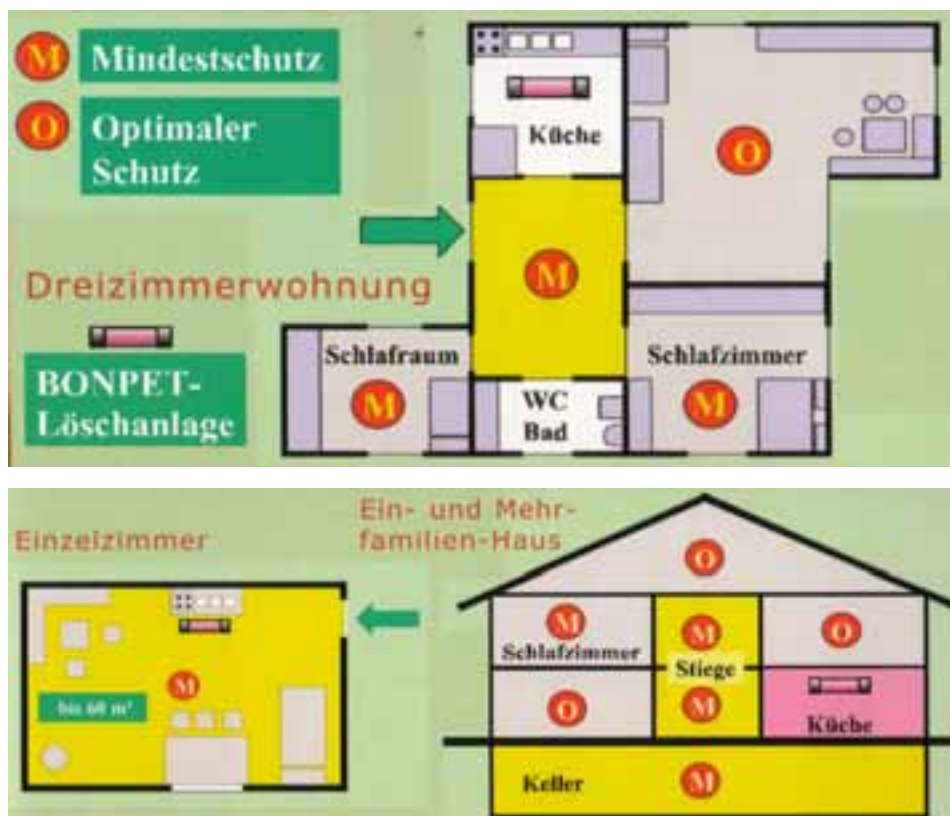 M Mindestschutz
O Optimaler
Schutz
Küche
O
M
Dreizimmerwohnung
BONPET-
Löschanlage
Schlafraum
M
WC
Bad
Schlafzimmer
M
Einzelzimmer
bis 60 m²
M
Ein- und Mehr-
familien-Haus
O
M
Schlafzimmer
M
Stiege
M
O
O
Küche
Keller
M